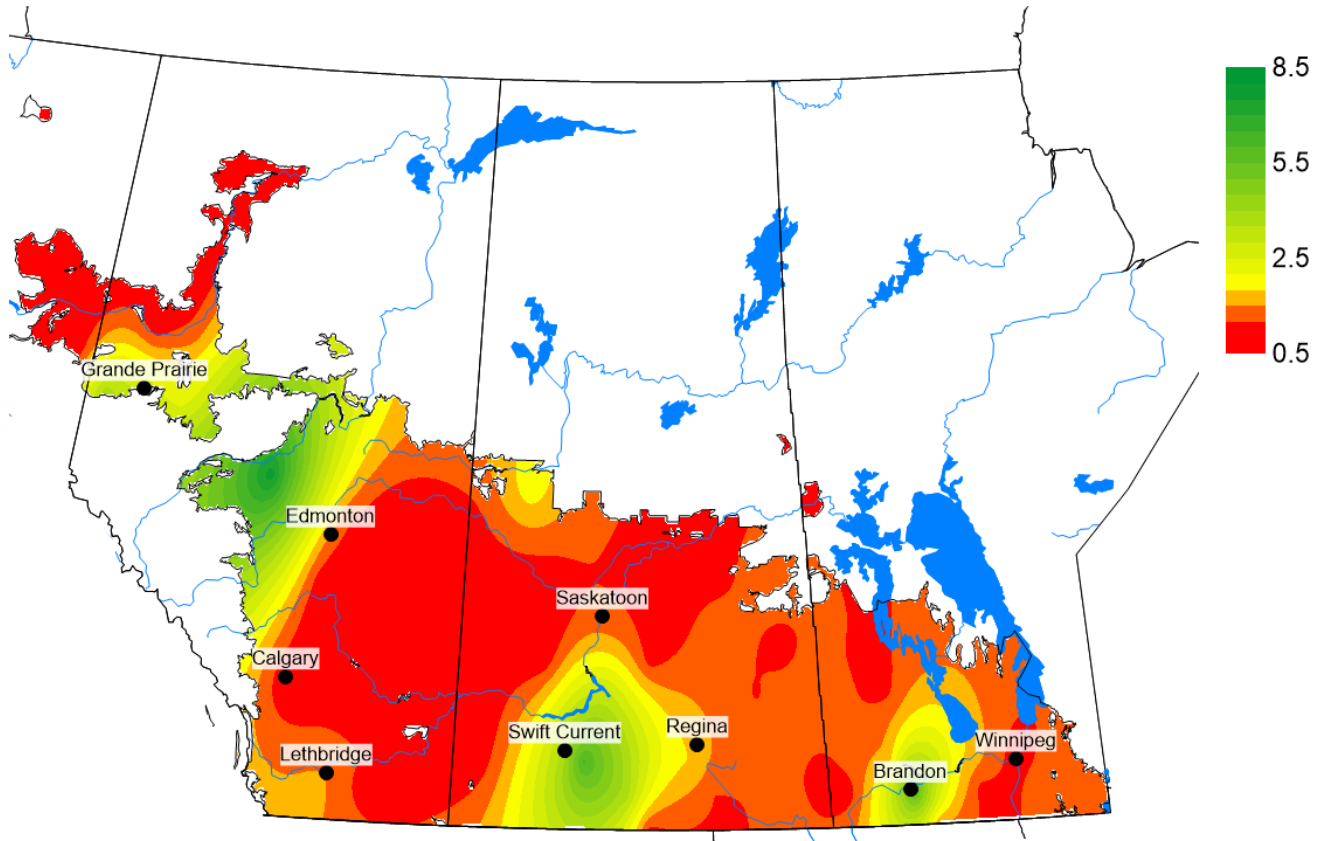 8.5
5.5
2.5
0.5
Grande Prairie
Edmonton
Saskatoon
Calgary
Swift Current
Regina
Lethbridge
Winnipeg
Brandon